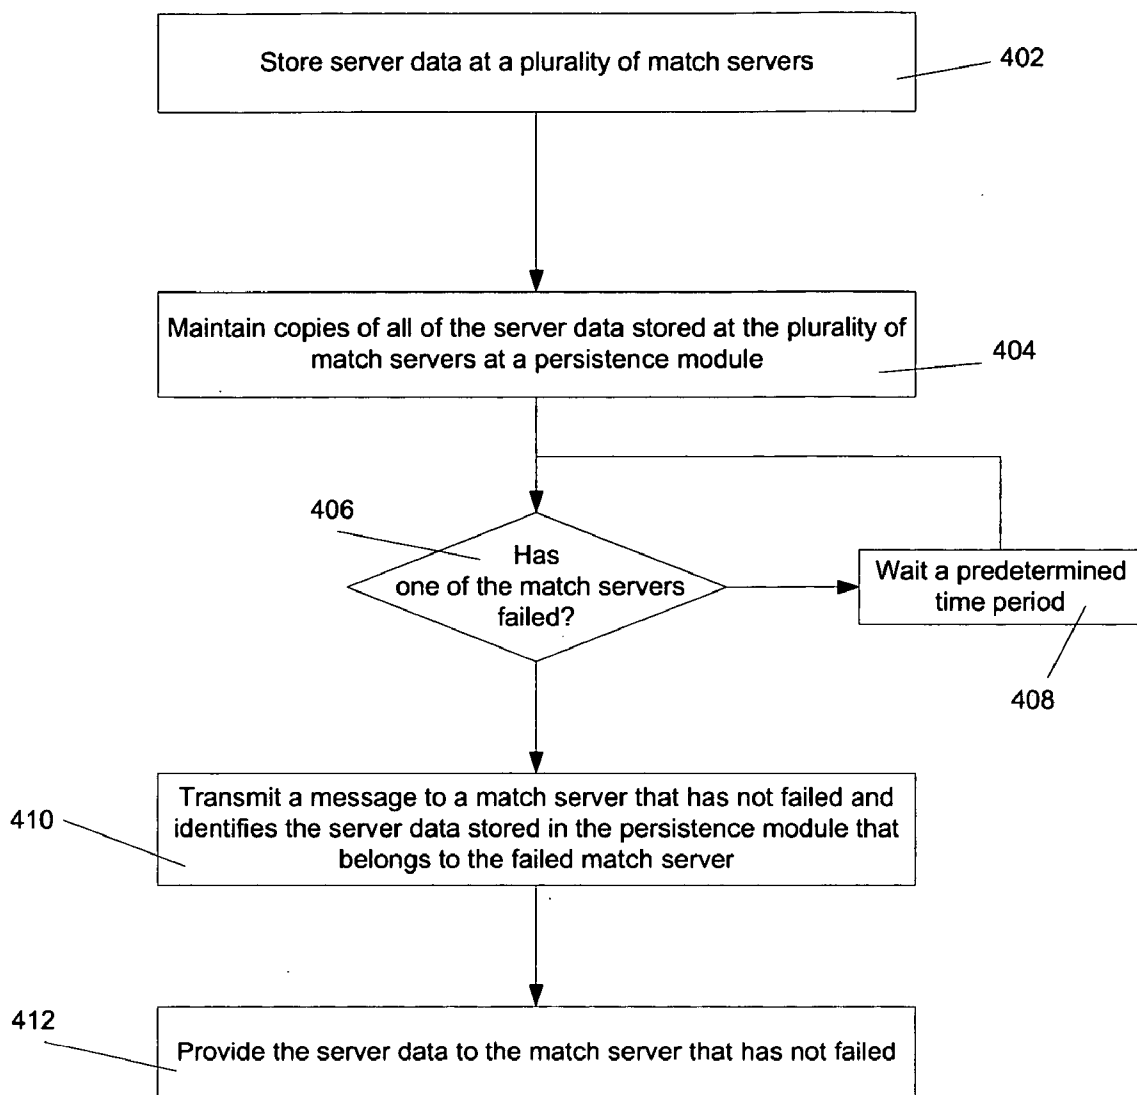 Store server data at a plurality of match servers
402
Maintain copies of all of the server data stored at the plurality of
match servers at a persistence module
404
406
Has
one of the match servers
failed?
Wait a predetermined
time period
408
Transmit a message to a match server that has not failed and
identifies the server data stored in the persistence module that
belongs to the failed match server
410
412
Provide the server data to the match server that has not failed